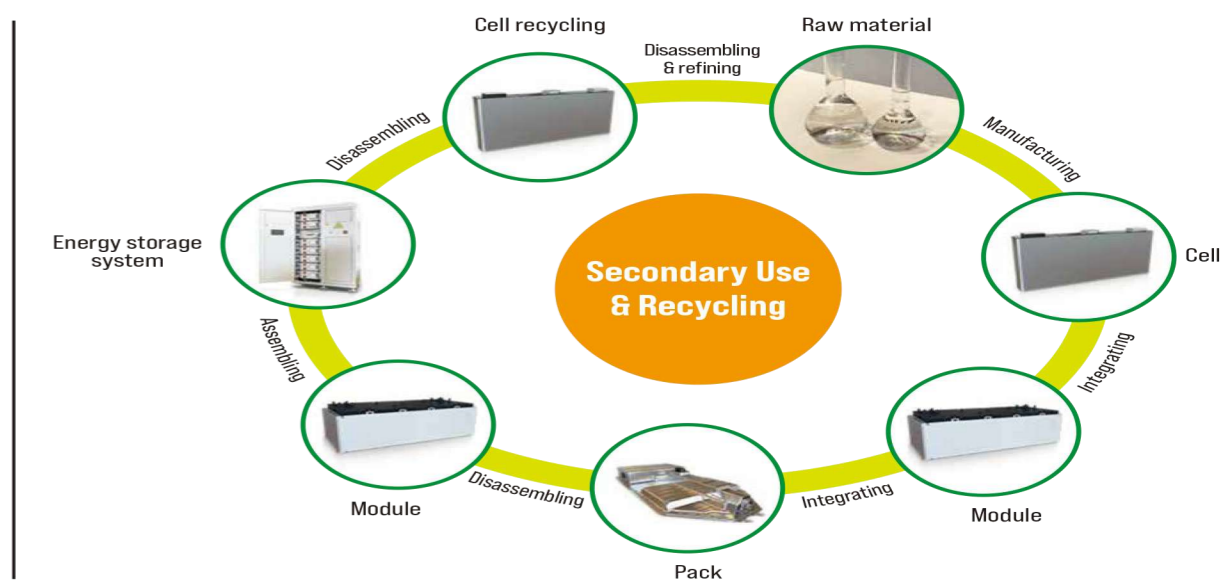 Cell recycling
Disassembling
& refining
Raw material
Manufacturing
Cell
Integrating
Module
Integrating
Pack
Disassembling
Module
Assembling
Energy storage
system
Disassembling
Secondary Use
& Recycling